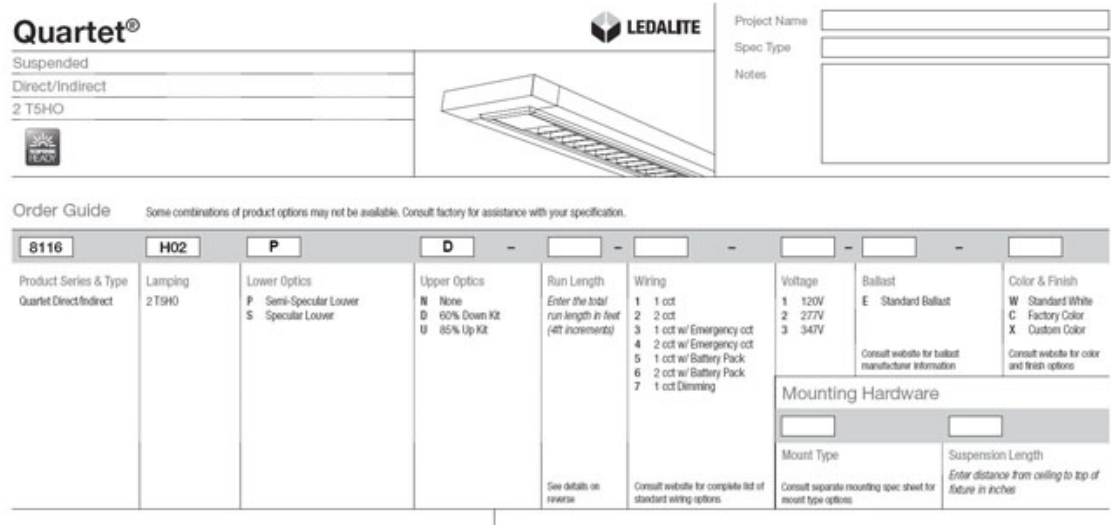 Quartet®
LEDALITE
Project Name
Spec Type
Notes
Suspended
Direct/Indirect
2 T5HO
READY
Order Guide
Some combinations of product options may not be available. Consult factory for assistance with your specification.
8116 H02 P D - - - - -
Product Series & Type
Quartet Direct/Indirect
Lamping
2 T5HO
Lower Optics
P Semi-Specular Louver
S Specular Louver
Upper Optics
N None
D 60% Down Kit
U 85% Up Kit
Run Length
Enter the total
run length in feet
(4ft increments)
See details on
reverse
Wiring
1 1 cct
2 2 cct
3 1 cct w/ Emergency cct
4 2 cct w/ Emergency cct
5 1 cct w/ Battery Pack
6 2 cct w/ Battery Pack
7 1 cct Dimming
Consult website for complete list of
standard wiring options
Voltage
1 120V
2 277V
3 347V
Ballast
E Standard Ballast
Consult website for ballast
manufacturer information
Color & Finish
W Standard White
C Factory Color
X Custom Color
Consult website for color
and finish options
Mounting Hardware
Mount Type
Consult separate mounting spec sheet for
mount type options
Suspension Length
Enter distance from ceiling to top of
fixture in inches